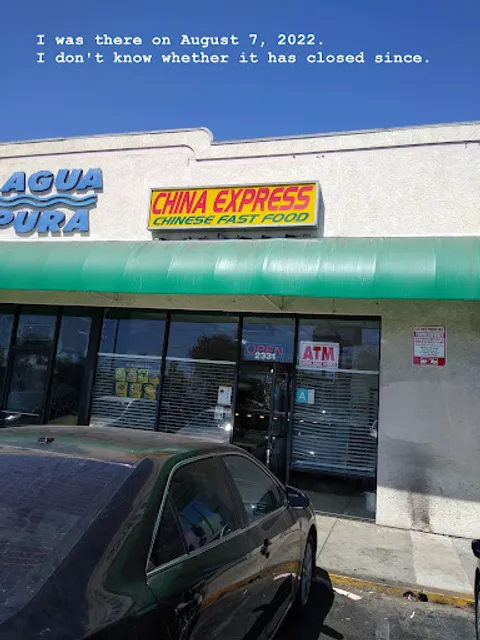 I was there on August 7, 2022.
I don't know whether it has closed since.
AGUA
PURA
CHINA EXPRESS
CHINESE FAST FOOD
OPEN
2331
ATM
A